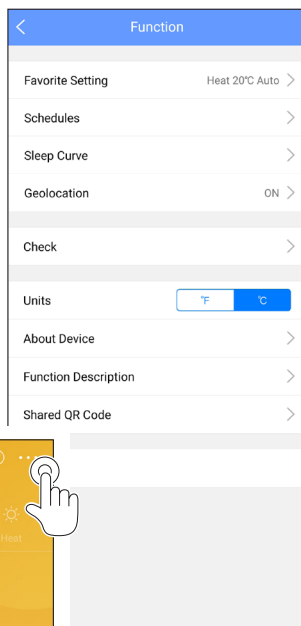 Function
Favorite Setting Heat 20℃ Auto
Schedules
Sleep Curve
Geolocation ON
Check
Units ℉ ℃
About Device
Function Description
Shared QR Code
Heat